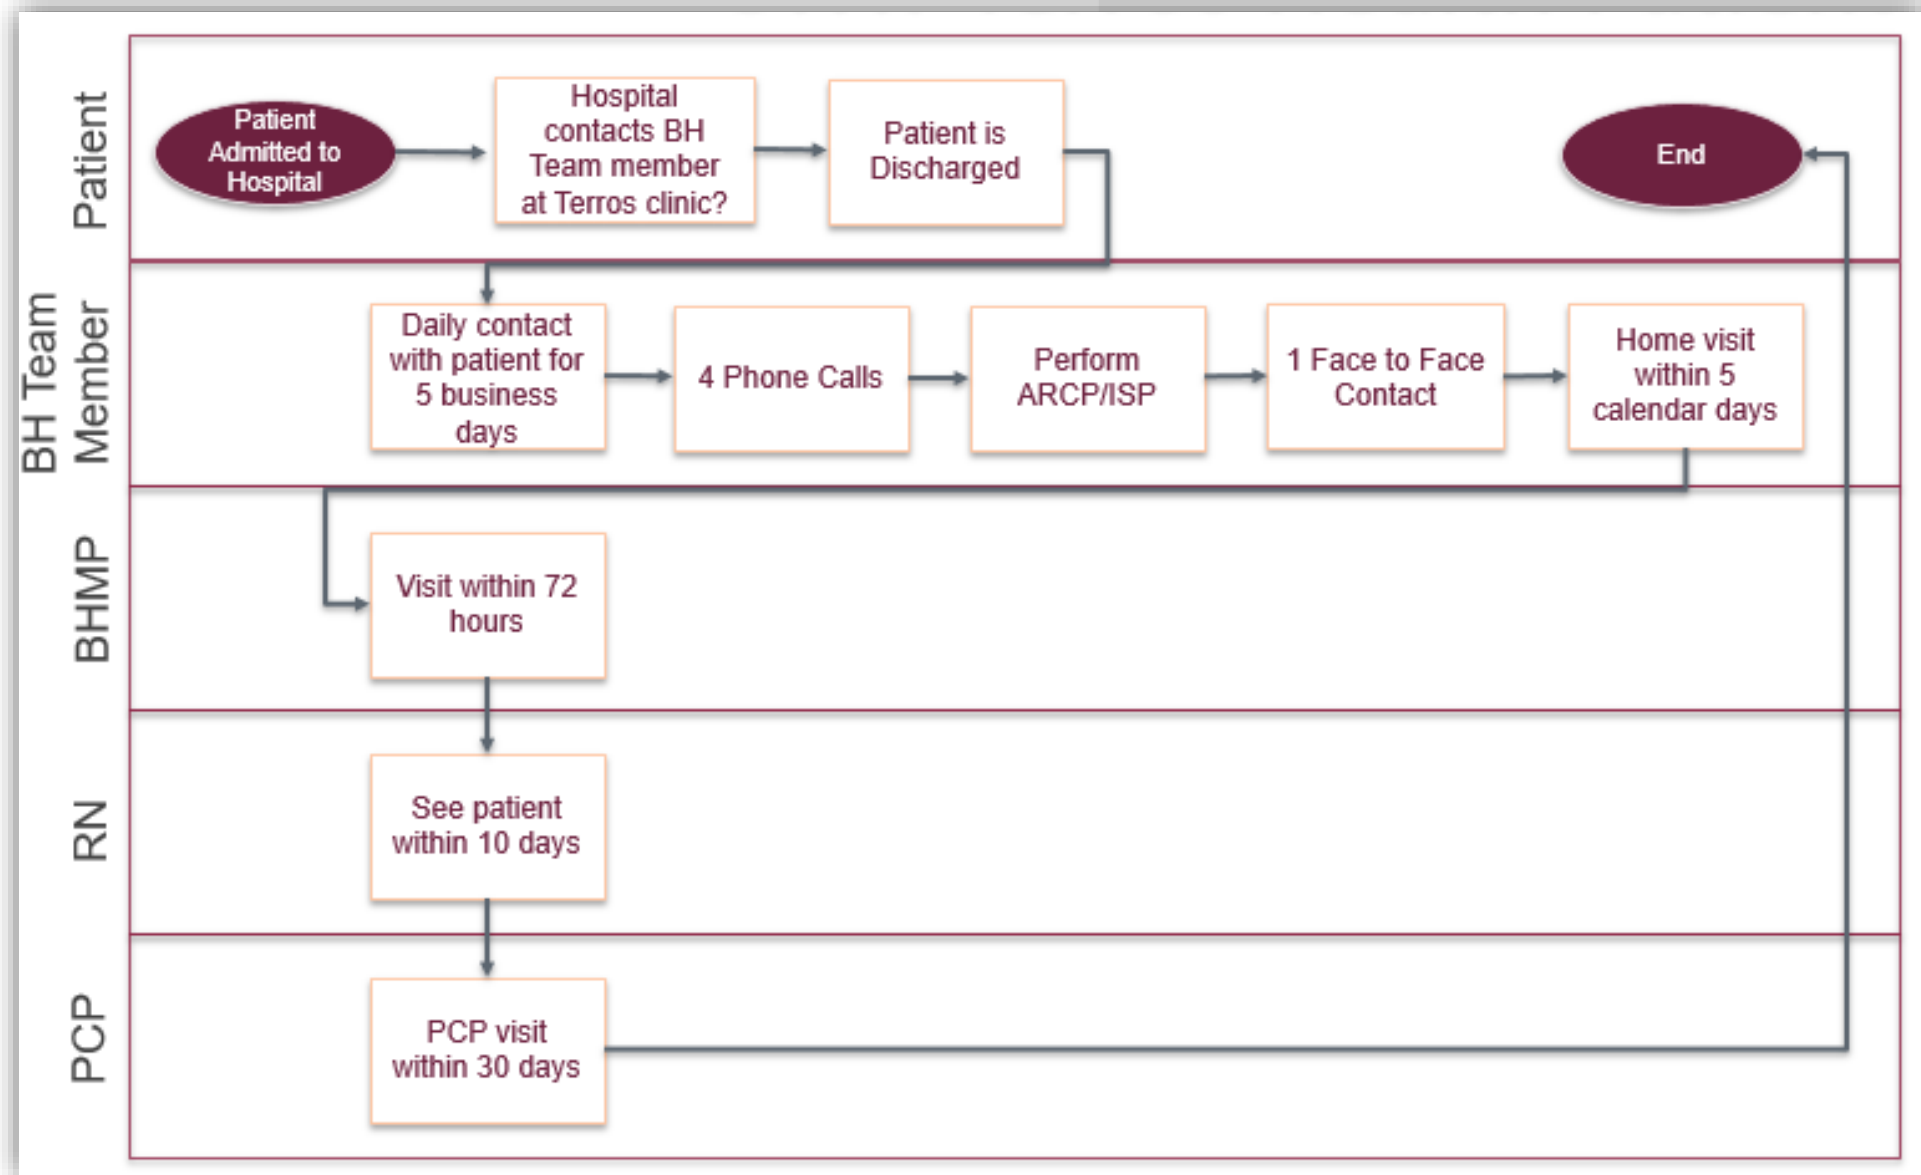 Patient
Patient
Admitted to
Hospital
Hospital
contacts BH
Team member
at Terros clinic?
Patient is
Discharged
End
BH Team
Member
Daily contact
with patient for
5 business
days
4 Phone Calls
Perform
ARCP/ISP
1 Face to Face
Contact
Home visit
within 5
calendar days
BHMP
Visit within 72
hours
RN
See patient
within 10 days
PCP
PCP visit
within 30 days